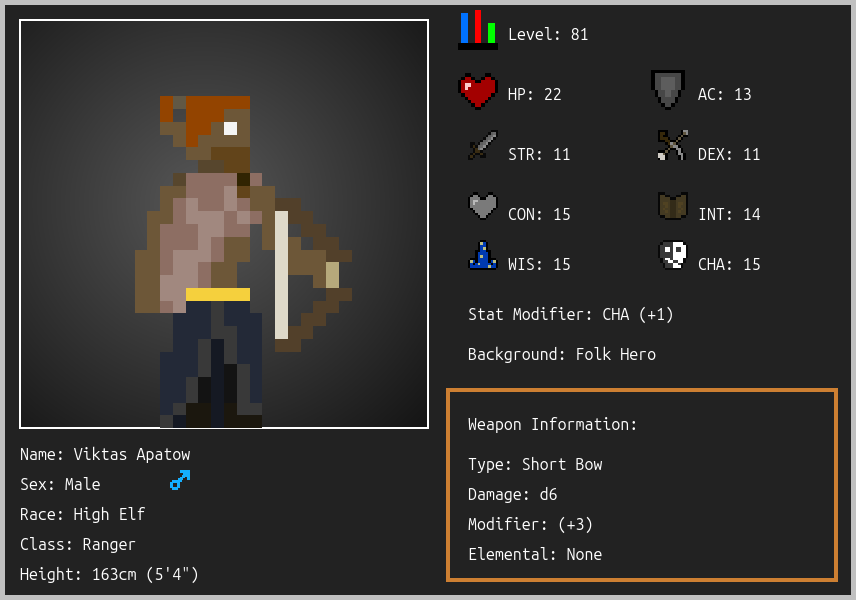 Level: 81
HP: 22
AC: 13
STR: 11
DEX: 11
CON: 15
INT: 14
WIS: 15
CHA: 15
Stat Modifier: CHA (+1)
Background: Folk Hero
Weapon Information:
Type: Short Bow
Damage: d6
Modifier: (+3)
Elemental: None
Name: Viktas Apatow
Sex: Male
Race: High Elf
Class: Ranger
Height: 163cm (5'4")